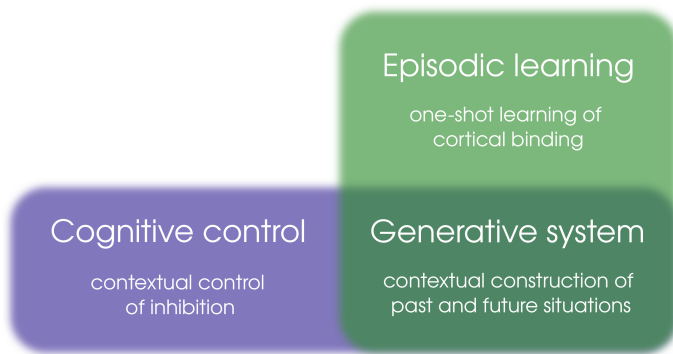 Episodic learning
one-shot learning of
cortical binding
Cognitive control
contextual control
of inhibition
Generative system
contextual construction of
past and future situations